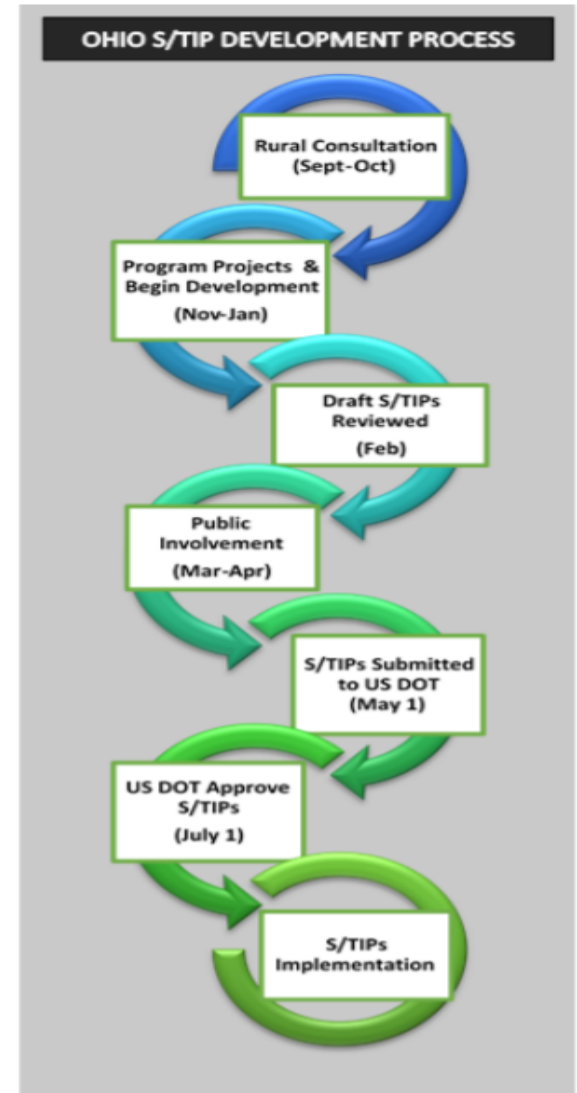 OHIO S/TIP DEVELOPMENT PROCESS
Rural Consultation
(Sept-Oct)
Program Projects &
Begin Development
(Nov-Jan)
Draft S/TIPs
Reviewed
(Feb)
Public
Involvement
(Mar-Apr)
S/TIPs Submitted
to US DOT
(May 1)
US DOT Approve
S/TIPs
(July 1)
S/TIPs
Implementation